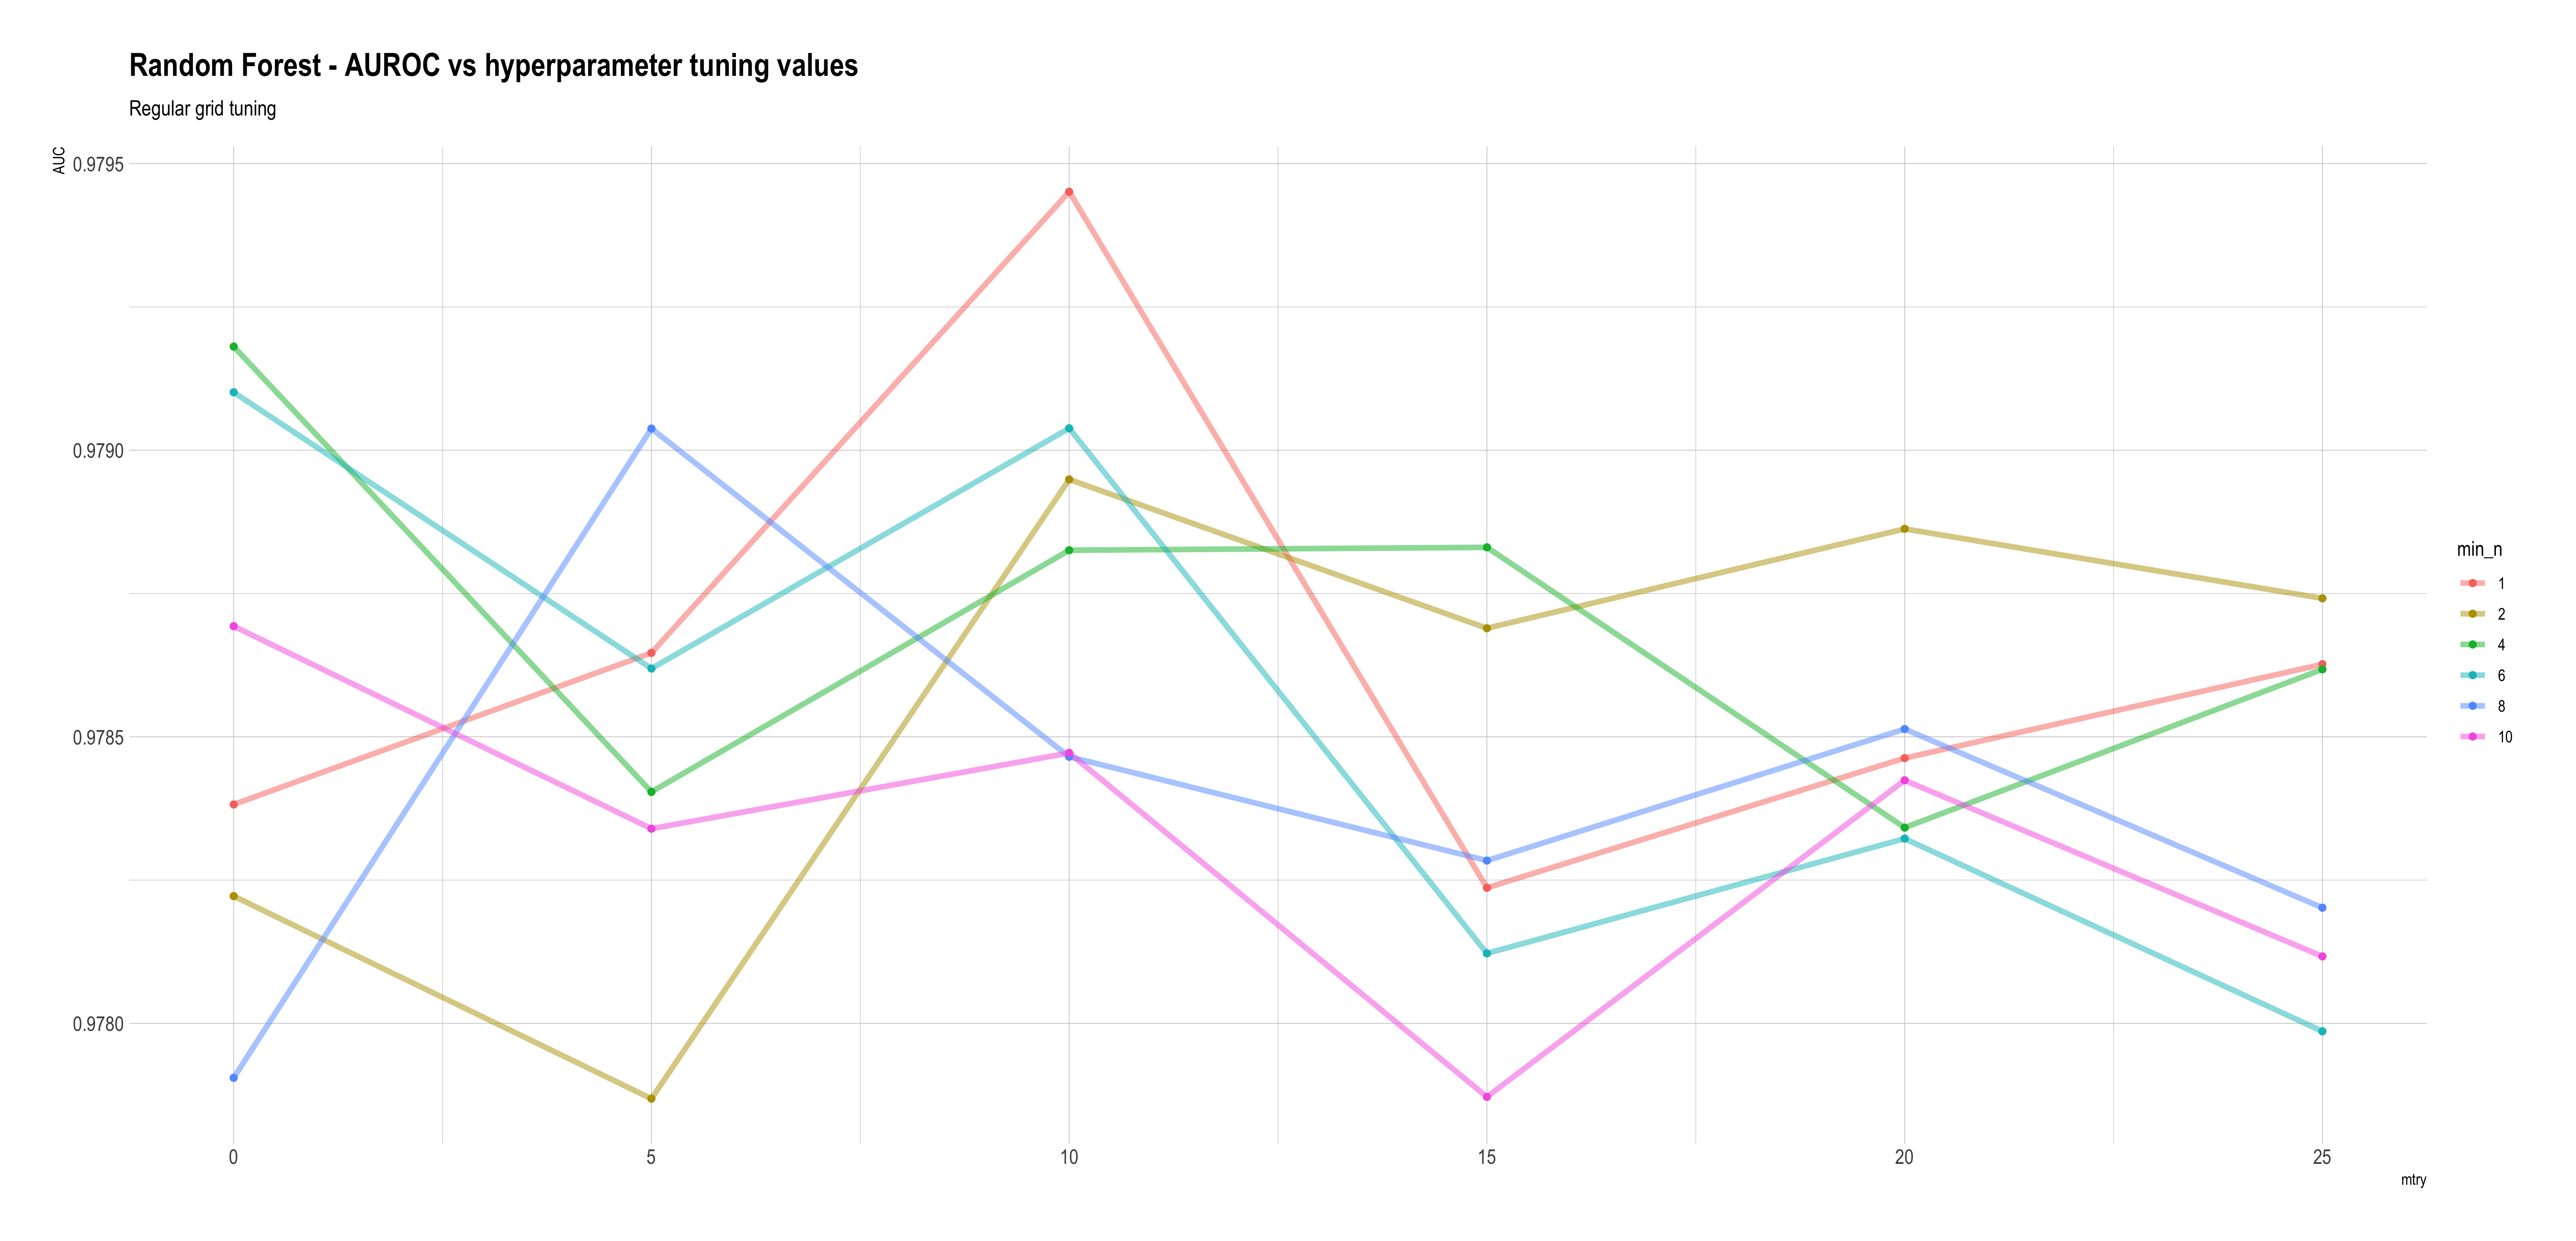 Random Forest - AUROC vs hyperparameter tuning values
Regular grid tuning
AUC
0.9795
0.9790
0.9785
0.9780
0 5 10 15 20 25
mtry
min_n
1
2
4
6
8
10